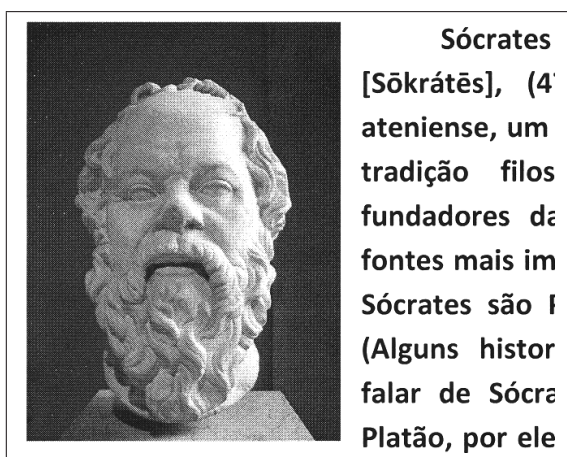 Sócrates
[Sōkrátēs], (4
ateniense, um
tradição filos
fundadores da
fontes mais im
Sócrates são
(Alguns histor
falar de Sócra
Platão, por ele